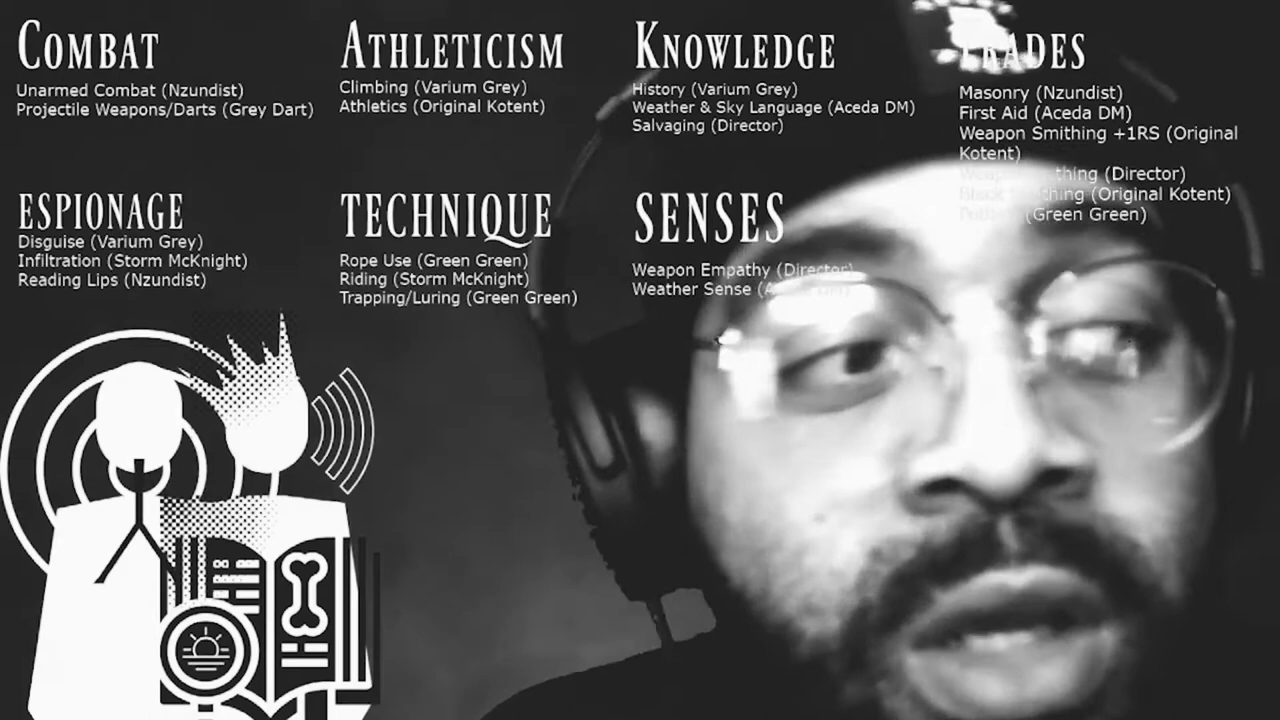 COMBAT
Unarmed Combat (Nzundist)
Projectile Weapons/Darts (Grey Dart)
ATHLETICISM
Climbing (Varium Grey)
Athletics (Original Kotent)
KNOWLEDGE
History (Varium Grey)
Weather & Sky Language (Aceda DM)
Salvaging (Director)
TRADES
Masonry (Nzundist)
First Aid (Aceda DM)
Weapon Smithing +1RS (Original
Kotent)
(Director)
(Original Kotent)
(Green Green)
ESPIONAGE
Disguise (Varium Grey)
Infiltration (Storm McKnight)
Reading Lips (Nzundist)
TECHNIQUE
Rope Use (Green Green)
Riding (Storm McKnight)
Trapping/Luring (Green Green)
SENSES
Weapon Empathy (Director)
Weather Sense